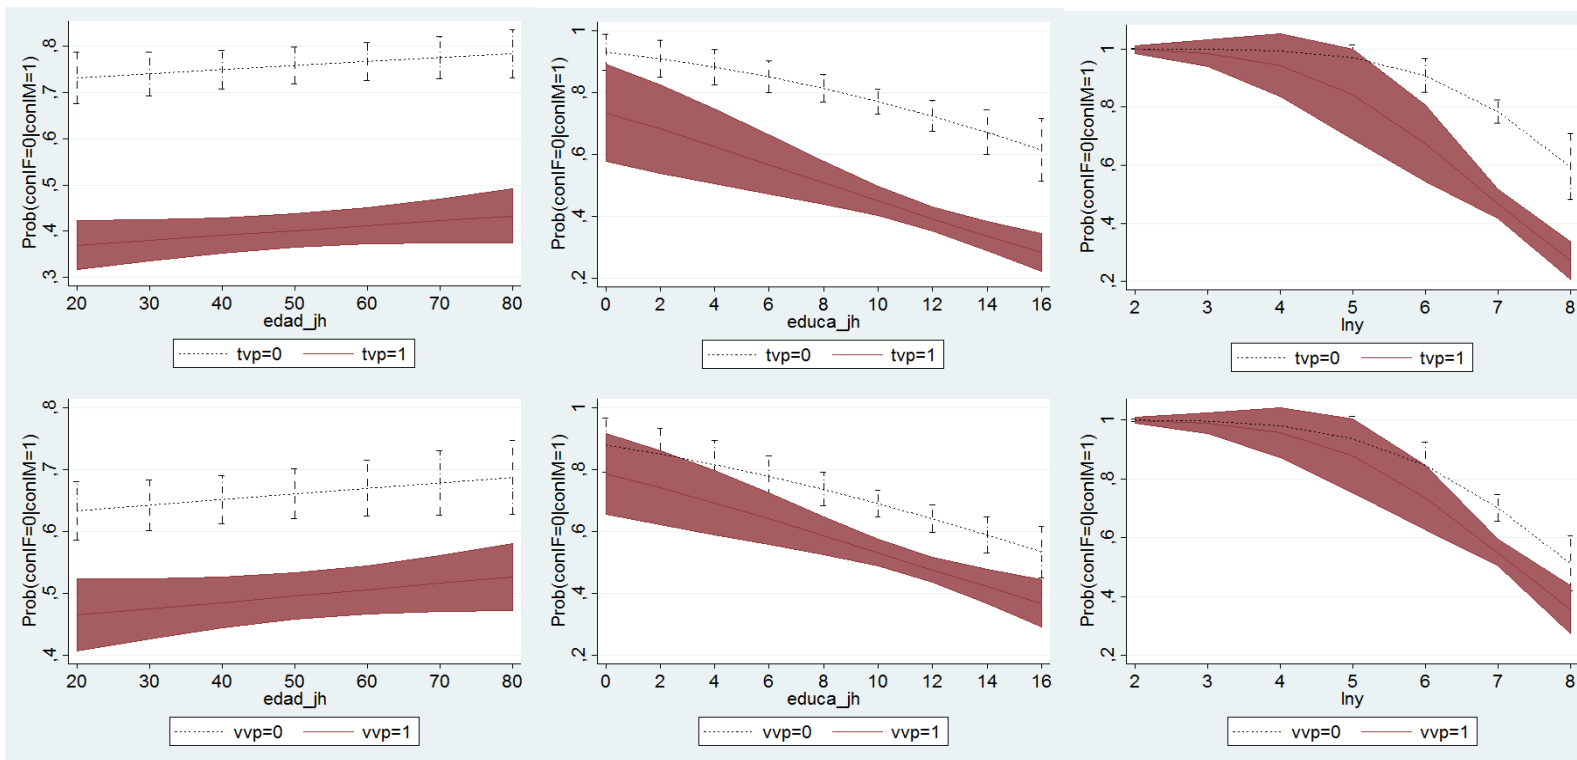 Prob(conIF=0|conIM=1)
,8
,7
,6
,5
,4
,3
20 30 40 50 60 70 80
edad_jh
tvp=0 tvp=1
Prob(conIF=0|conIM=1)
1
,8
,6
,4
,2
0 2 4 6 8 10 12 14 16
educa_jh
tvp=0 tvp=1
Prob(conIF=0|conIM=1)
1
,8
,6
,4
,2
2 3 4 5 6 7 8
lny
tvp=0 tvp=1
Prob(conIF=0|conIM=1)
,8
,7
,6
,5
,4
20 30 40 50 60 70 80
edad_jh
vvp=0 vvp=1
Prob(conIF=0|conIM=1)
1
,8
,6
,4
,2
0 2 4 6 8 10 12 14 16
educa_jh
vvp=0 vvp=1
Prob(conIF=0|conIM=1)
1
,8
,6
,4
,2
2 3 4 5 6 7 8
lny
vvp=0 vvp=1